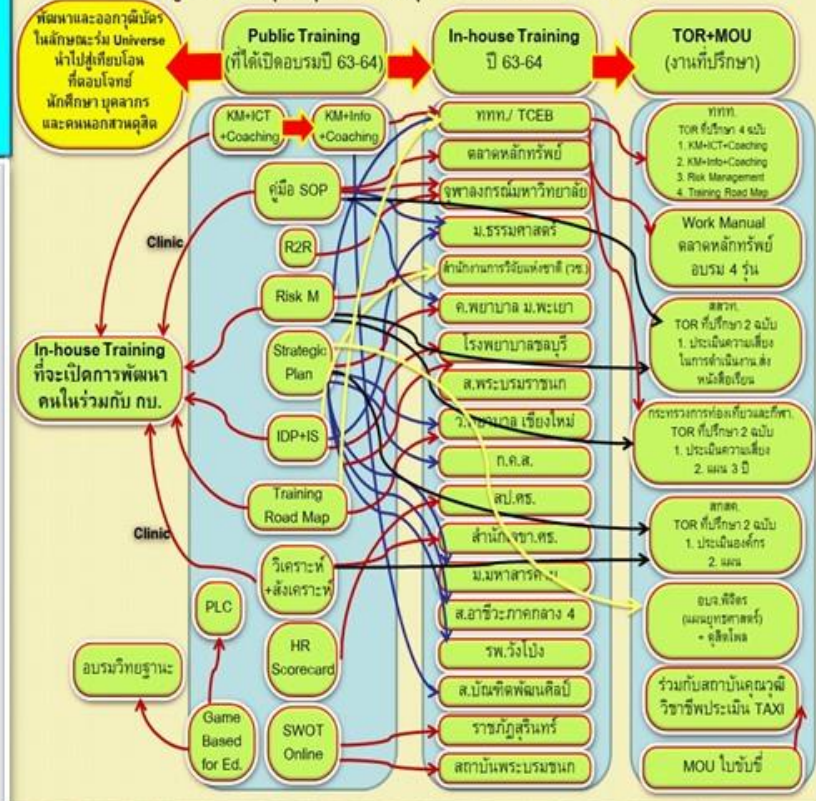 พัฒนาและออกวุฒิบัตร
ในลักษณะร่ม Universe
นำไปสู่เทียบโอน
ที่ตอบโจทย์
นักศึกษา บุคลากร
และคนนอกสวนดุสิต
Public Training
(ที่ได้เปิดอบรมปี 63-64)
In-house Training
ปี 63-64
TOR+MOU
(งานที่ปรึกษา)
KM+ICT
+Coaching
KM+Info
+Coaching
คู่มือ SOP
Clinic
R2R
Risk M
Strategic
Plan
In-house Training
ที่จะเปิดการพัฒนา
คนในร่วมกับ กบ.
IDP+IS
Training
Road Map
Clinic
วิเคราะห์
+สังเคราะห์
PLC
HR
Scorecard
อบรมวิทยฐานะ
Game
Based
for Ed.
SWOT
Online
ททท./ TCEB
ตลาดหลักทรัพย์
จุฬาลงกรณ์มหาวิทยาลัย
ม.ธรรมศาสตร์
สำนักงานการวิจัยแห่งชาติ (วช.)
ค.พยาบาล ม.พะเยา
โรงพยาบาลชลบุรี
ส.พระบรมราชนก
ว.พยาบาล เชียงใหม่
ก.ค.ศ.
สป.ศธ.
สำนักเลขา.ศธ.
ม.มหาสารคาม
ส.อาชีวะภาคกลาง 4
รพ.วังโป่ง
ส.บัณฑิตพัฒนศิลป์
ราชภัฏสุรินทร์
สถาบันพระบรมชนก
ททท.
TOR ที่ปรึกษา 4 ฉบับ
1. KM+ICT+Coaching
2. KM+Info+Coaching
3. Risk Management
4. Training Road Map
Work Manual
ตลาดหลักทรัพย์
อบรม 4 รุ่น
สสวท.
TOR ที่ปรึกษา 2 ฉบับ
1. ประเมินความเสี่ยง
ในการดำเนินงาน ส่ง
หนังสือเรียน
กระทรวงการท่องเที่ยวและกีฬา.
TOR ที่ปรึกษา 2 ฉบับ
1. ประเมินความเสี่ยง
2. แผน 3 ปี
สกสค.
TOR ที่ปรึกษา 2 ฉบับ
1. ประเมินองค์กร
2. แผน
อบจ.พิจิตร
(แผนยุทธศาสตร์)
+ ดุสิตโพล
ร่วมกับสถาบันคุณวุฒิ
วิชาชีพประเมิน TAXI
MOU ใบขับขี่